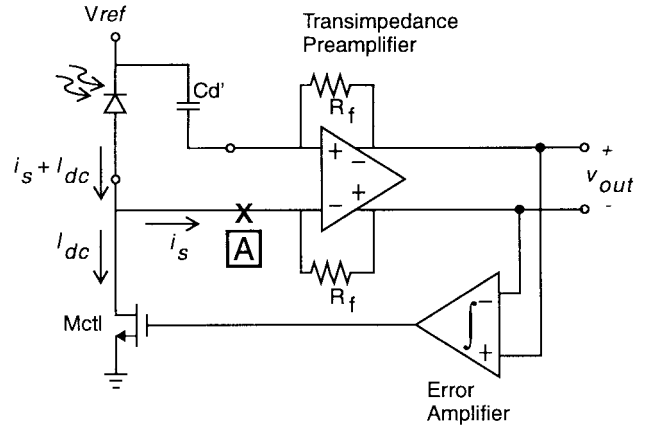 Vref
Transimpedance
Preamplifier
Cd'
Rf
+
−
+
−
+
vout
-
is + Idc
Idc
is
X
A
Rf
Mctl
∫
−
+
Error
Amplifier